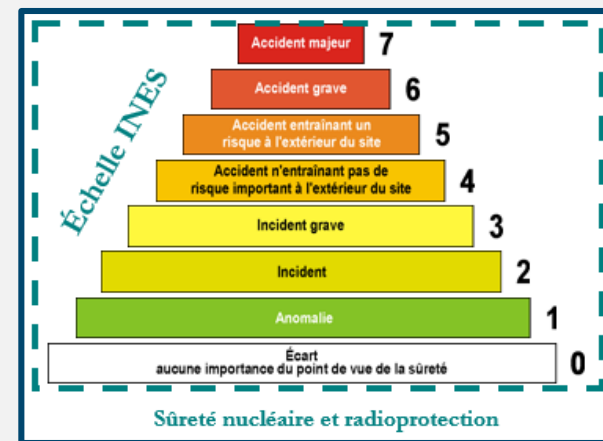 Échelle INES
Accident majeur 7
Accident grave 6
Accident entraînant un
risque à l'extérieur du site 5
Accident n'entraînant pas de
risque important à l'extérieur du site 4
Incident grave 3
Incident 2
Anomalie 1
Écart
aucune importance du point de vue de la sûreté 0
Sûreté nucléaire et radioprotection